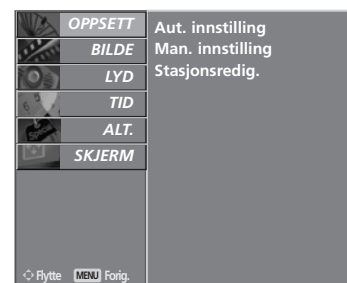 OPPSETT
BILDE
LYD
TID
ALT.
SKJERM
Aut. innstilling
Man. innstilling
Stasjonsredig.
Flytte MENU Forig.